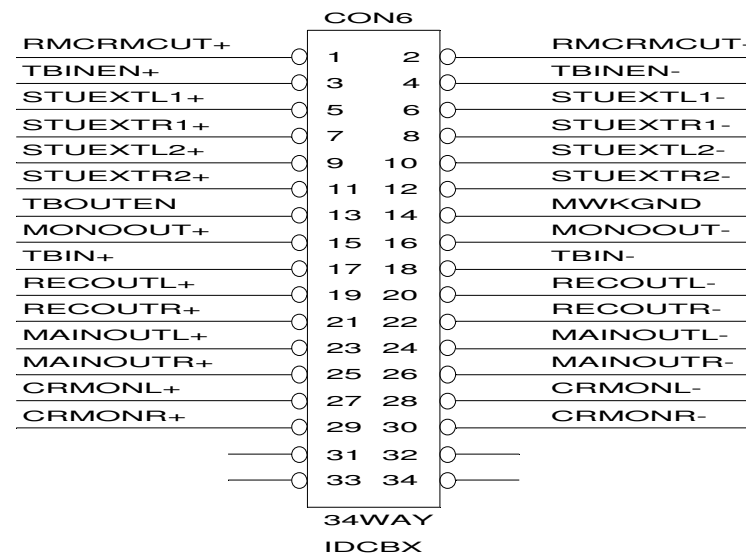 CON6
RMCRMCUT+ 1 2 RMCRMCUT-
TBINEN+ 3 4 TBINEN-
STUEXTL1+ 5 6 STUEXTL1-
STUEXTR1+ 7 8 STUEXTR1-
STUEXTL2+ 9 10 STUEXTL2-
STUEXTR2+ 11 12 STUEXTR2-
TBOUTEN 13 14 MWKGND
MONOOUT+ 15 16 MONOOUT-
TBIN+ 17 18 TBIN-
RECOUTL+ 19 20 RECOUTL-
RECOUTR+ 21 22 RECOUTR-
MAINOUTL+ 23 24 MAINOUTL-
MAINOUTR+ 25 26 MAINOUTR-
CRMONL+ 27 28 CRMONL-
CRMONR+ 29 30 CRMONR-
31 32
33 34
34WAY
IDCBX